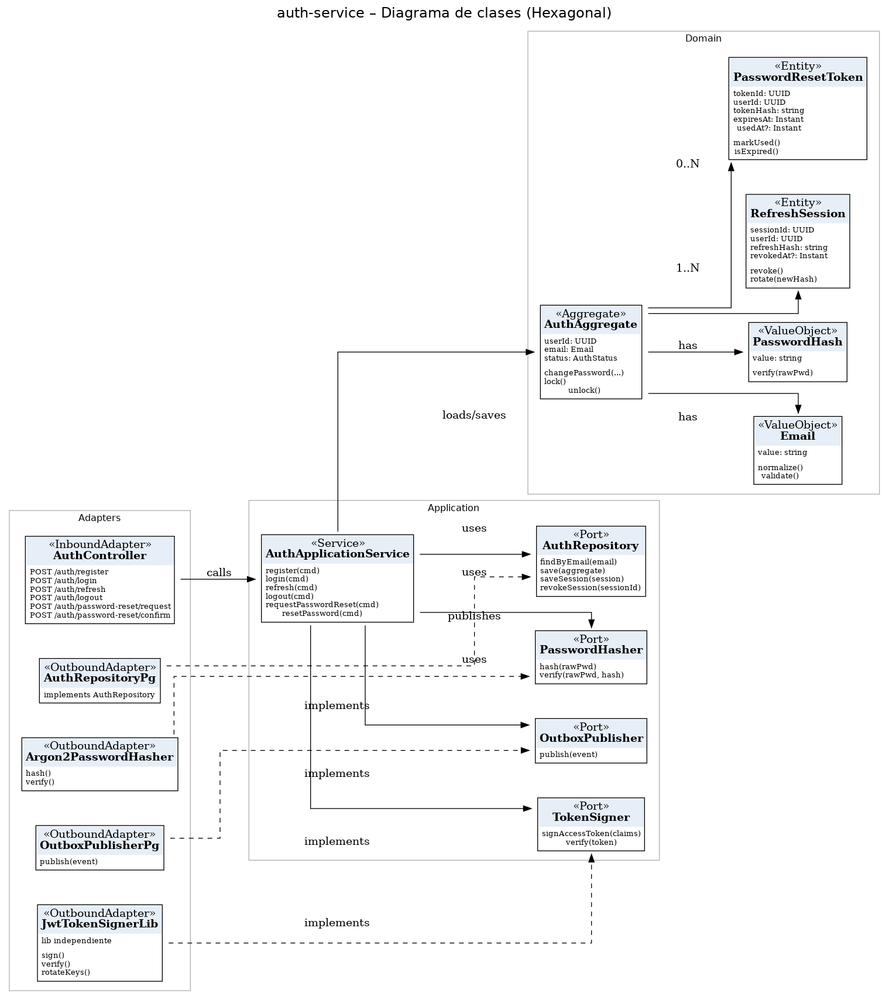 auth-service – Diagrama de clases (Hexagonal)
Domain
«Entity»
PasswordResetToken
tokenId: UUID
userId: UUID
tokenHash: string
expiresAt: Instant
usedAt?: Instant
markUsed()
isExpired()
0..N
«Entity»
RefreshSession
sessionId: UUID
userId: UUID
refreshHash: string
revokedAt?: Instant
revoke()
rotate(newHash)
1..N
«Aggregate»
AuthAggregate
userId: UUID
email: Email
status: AuthStatus
changePassword(...)
lock()
unlock()
has
«ValueObject»
PasswordHash
value: string
verify(rawPwd)
has
«ValueObject»
Email
value: string
normalize()
validate()
loads/saves
Adapters
«InboundAdapter»
AuthController
POST /auth/register
POST /auth/login
POST /auth/refresh
POST /auth/logout
POST /auth/password-reset/request
POST /auth/password-reset/confirm
calls
«OutboundAdapter»
AuthRepositoryPg
implements AuthRepository
«OutboundAdapter»
Argon2PasswordHasher
hash()
verify()
«OutboundAdapter»
OutboxPublisherPg
publish(event)
«OutboundAdapter»
JwtTokenSignerLib
lib independiente
sign()
verify()
rotateKeys()
Application
«Service»
AuthApplicationService
register(cmd)
login(cmd)
refresh(cmd)
logout(cmd)
requestPasswordReset(cmd)
resetPassword(cmd)
uses
uses
publishes
uses
implements
implements
implements
implements
«Port»
AuthRepository
findByEmail(email)
save(aggregate)
saveSession(session)
revokeSession(sessionId)
«Port»
PasswordHasher
hash(rawPwd)
verify(rawPwd, hash)
«Port»
OutboxPublisher
publish(event)
«Port»
TokenSigner
signAccessToken(claims)
verify(token)